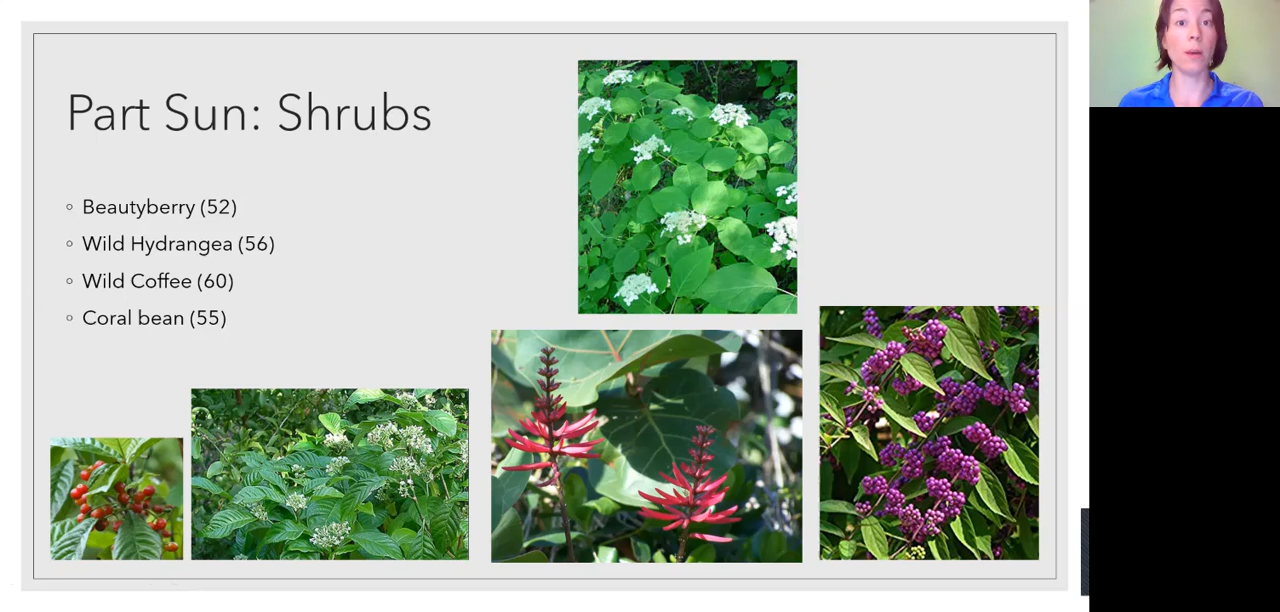 Part Sun: Shrubs
Beautyberry (52)
Wild Hydrangea (56)
Wild Coffee (60)
Coral bean (55)